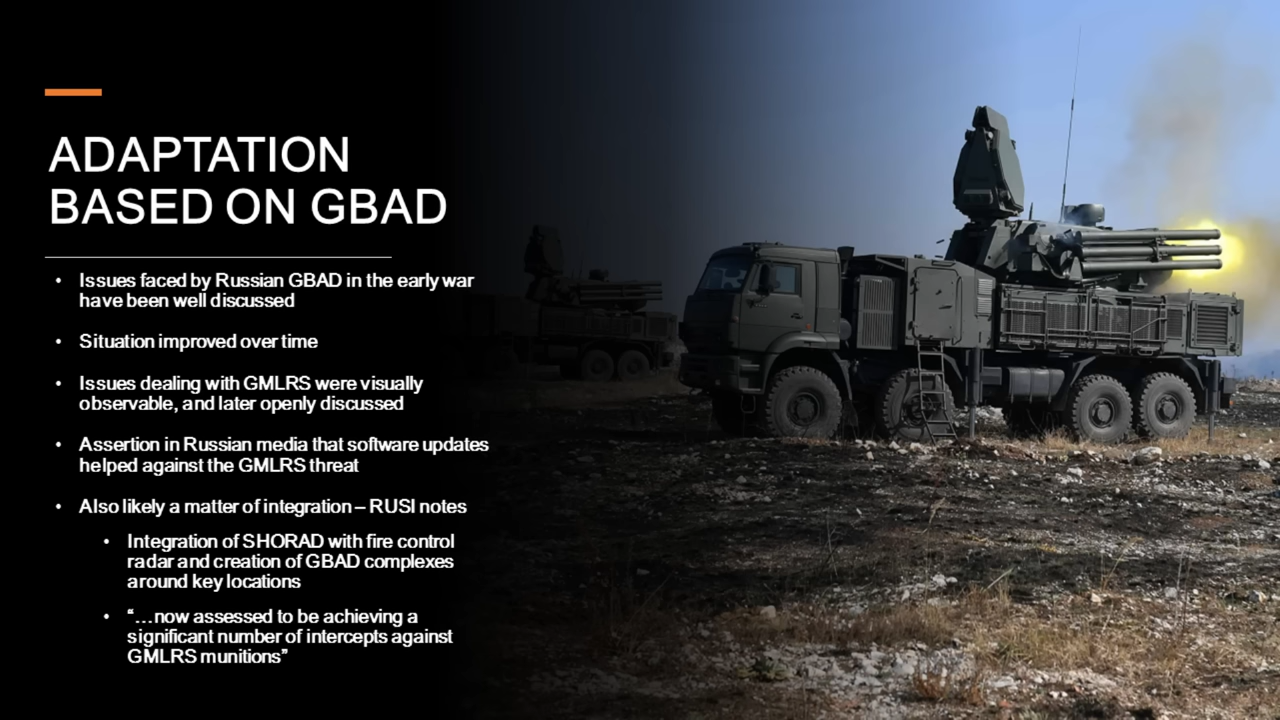 ADAPTATION
BASED ON GBAD
• Issues faced by Russian GBAD in the early war
have been well discussed
• Situation improved over time
• Issues dealing with GMLRS were visually
observable, and later openly discussed
• Assertion in Russian media that software updates
helped against the GMLRS threat
• Also likely a matter of integration – RUSI notes
• Integration of SHORAD with fire control
radar and creation of GBAD complexes
around key locations
• “…now assessed to be achieving a
significant number of intercepts against
GMLRS munitions”